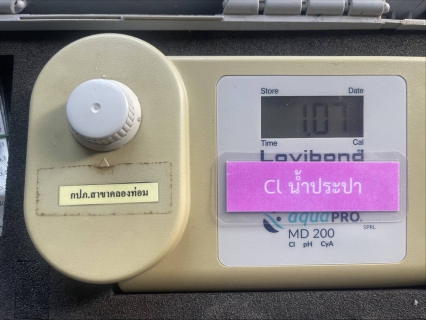 Store Date
1.07
Time Cal
Lovibond
Cl น้ำประปา
กปภ.สาขาคลองท่อม
aquaPRO
SPRL
MD 200
Cl pH CyA